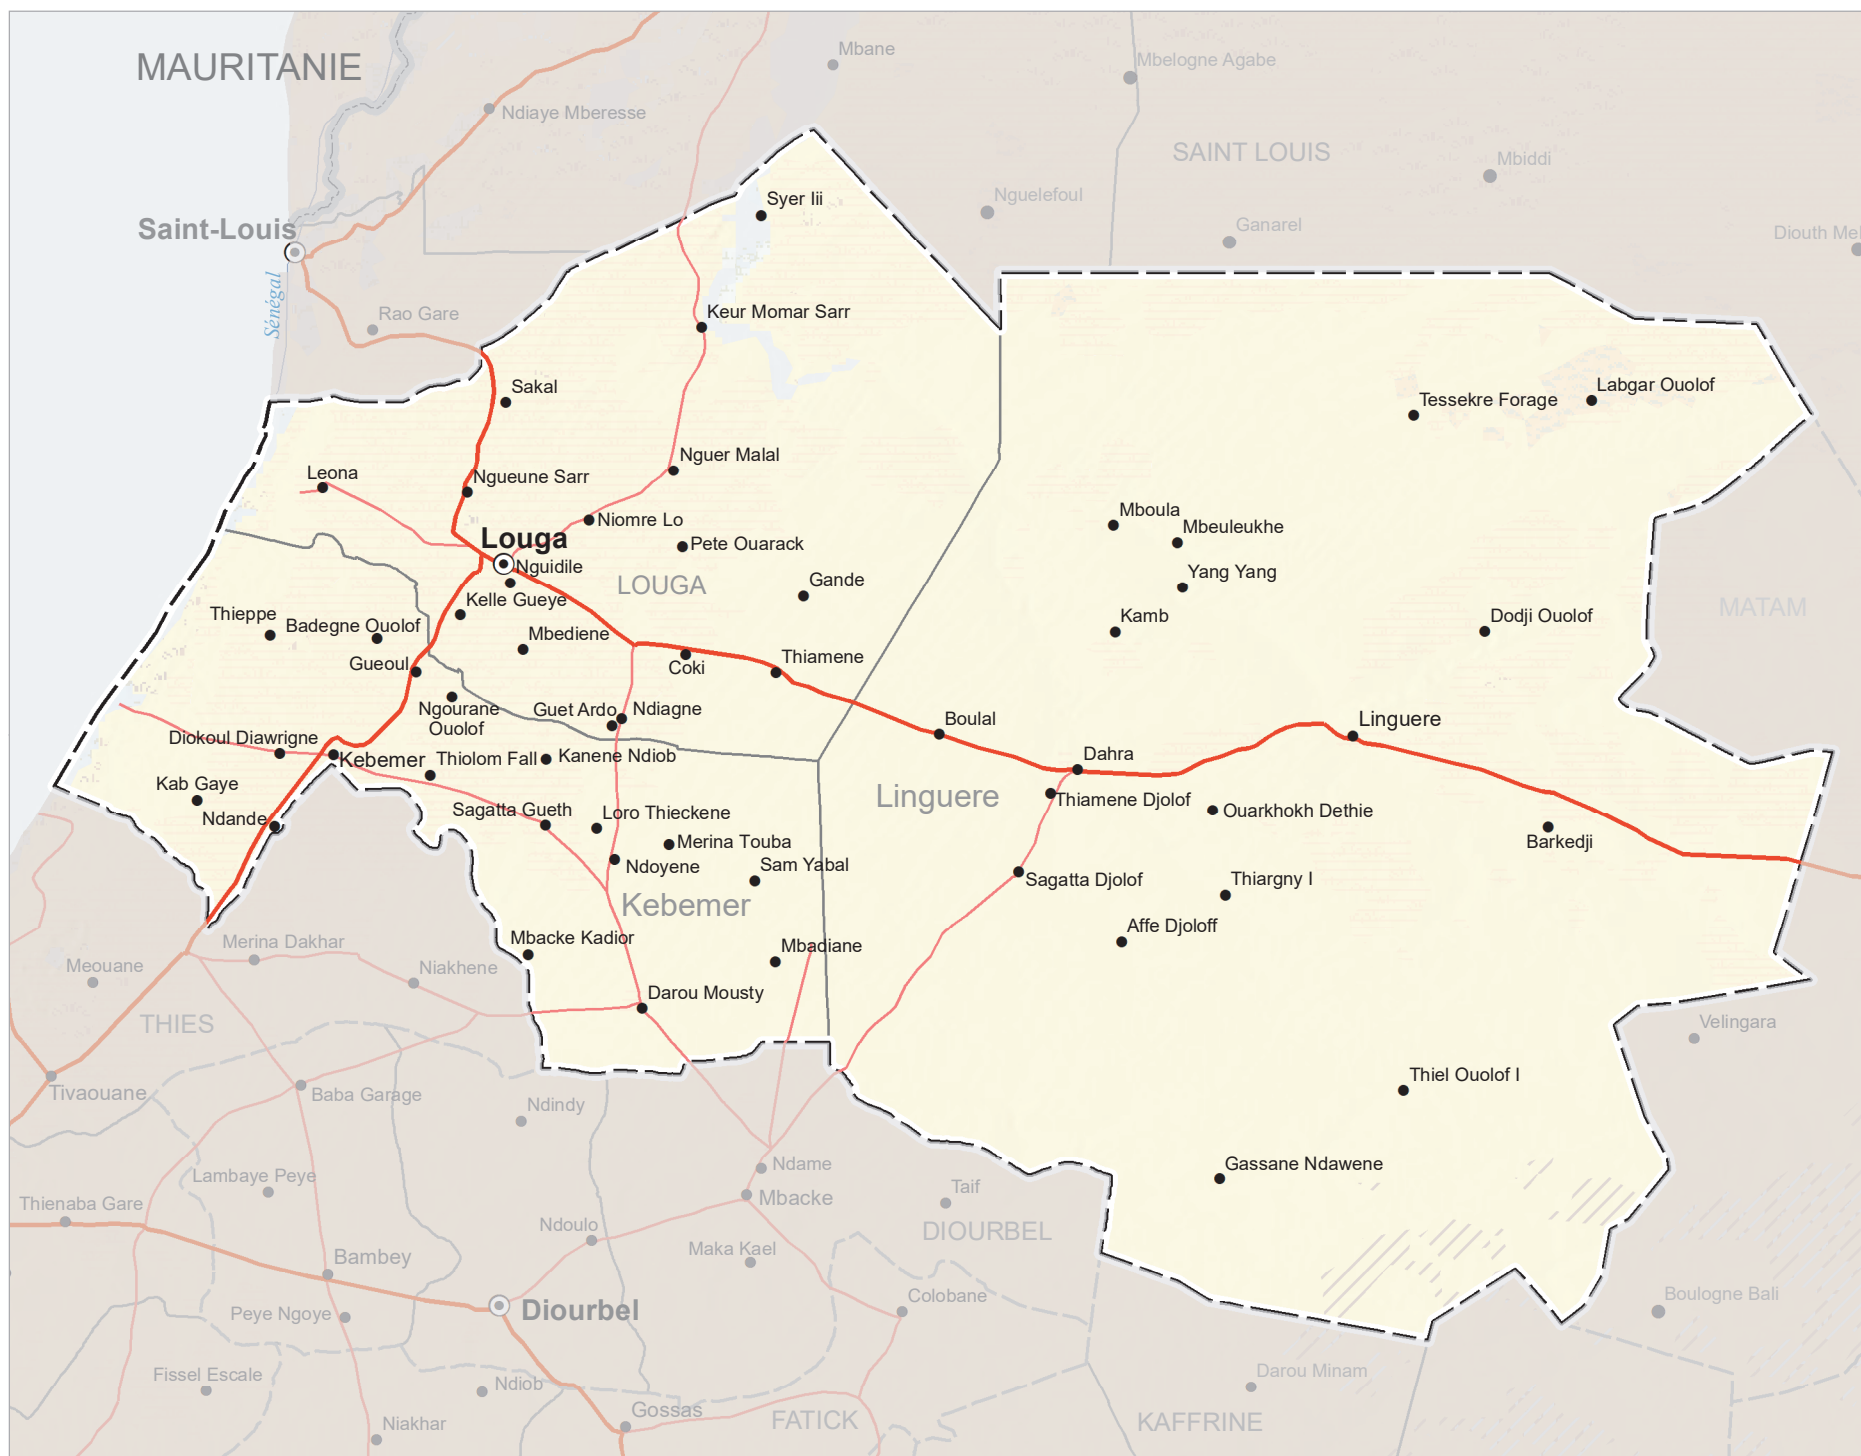 MAURITANIE
Mbane
Mbelogne Agabe
Ndiaye Mberesse
SAINT LOUIS
Mbiddi
Syer Iii
Nguelefoul
Saint-Louis
Ganarel
Diouth Mel
Sénégal
Rao Gare
Keur Momar Sarr
Sakal
Labgar Ouolof
Tessekre Forage
Nguer Malal
Leona
Ngueune Sarr
Niomre Lo
Mboula
Mbeuleukhe
Louga
Pete Ouarack
Nguidile
LOUGA
Gande
Yang Yang
Kelle Gueye
Thieppe
Badegne Ouolof
Mbediene
Kamb
Dodji Ouolof
MATAM
Gueoul
Coki
Thiamene
Ngourane
Ouolof
Guet Ardo
Ndiagne
Boulal
Linguere
Diokoul Diawrigne
Kebemer
Thiolom Fall
Kanene Ndiob
Dahra
Kab Gaye
Linguere
Thiamene Djolof
Ndande
Sagatta Gueth
Loro Thieckene
Ouarkhokh Dethie
Merina Touba
Barkedji
Ndoyene
Sam Yabal
Sagatta Djolof
Thiargny I
Kebemer
Affe Djoloff
Mbacke Kadior
Mbadiane
Merina Dakhar
Meouane
Niakhene
Darou Mousty
THIES
Velingara
Tivaouane
Baba Garage
Ndindy
Thiel Ouolof I
Ndame
Gassane Ndawene
Lambaye Peye
Mbacke
Taif
Thienaba Gare
Ndoulo
DIOURBEL
Maka Kael
Bambey
Colobane
Boulogne Bali
Peye Ngoye
Diourbel
Fissel Escale
Ndiob
Darou Minam
Niakhar
Gossas
FATICK
KAFFRINE